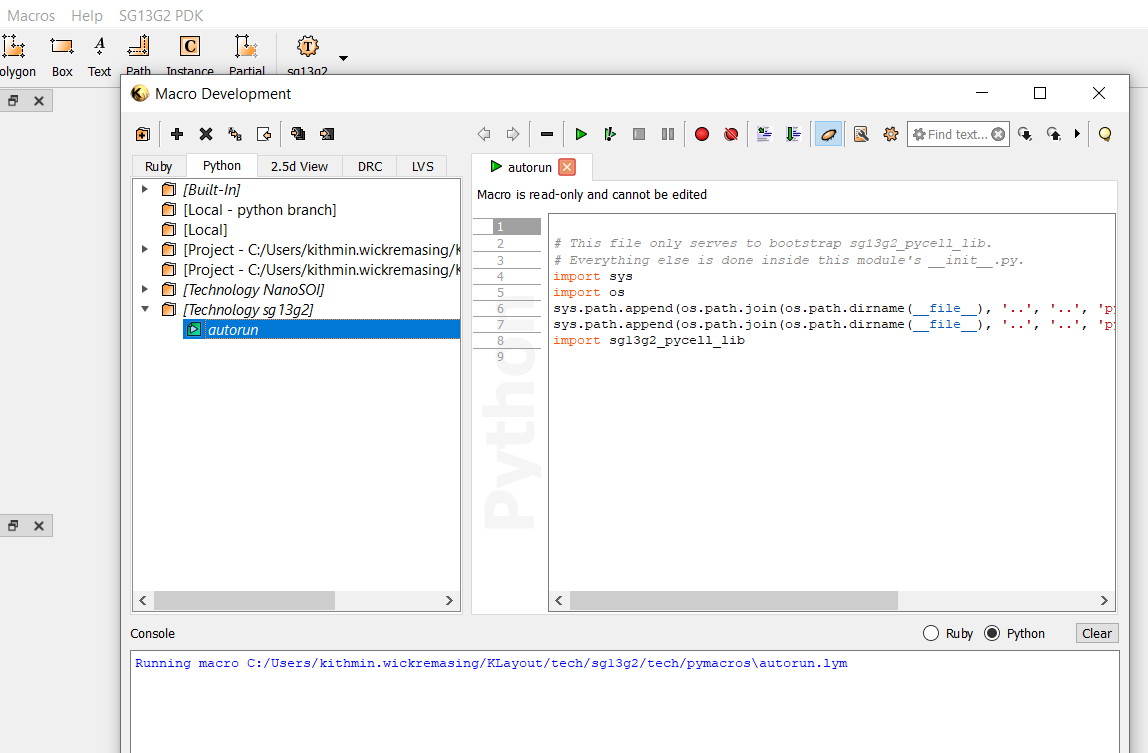 Macros Help SG13G2 PDK
olygon Box Text Path Instance Partial sg13g2
Macro Development
Find text...
Ruby Python 2.5d View DRC LVS
autorun
Macro is read-only and cannot be edited
[Built-In]
[Local - python branch]
[Local]
[Project - C:/Users/kithmin.wickremasing/K
[Project - C:/Users/kithmin.wickremasing/K
[Technology NanoSOI]
[Technology sg13g2]
autorun
1
2 # This file only serves to bootstrap sg13g2_pycell_lib.
3 # Everything else is done inside this module's __init__.py.
4 import sys
5 import os
6 sys.path.append(os.path.join(os.path.dirname(__file__), '..', '..', 'py
7 sys.path.append(os.path.join(os.path.dirname(__file__), '..', '..', 'py
8 import sg13g2_pycell_lib
9
Python
Console Ruby Python Clear
Running macro C:/Users/kithmin.wickremasing/KLayout/tech/sg13g2/tech/pymacros\autorun.lym